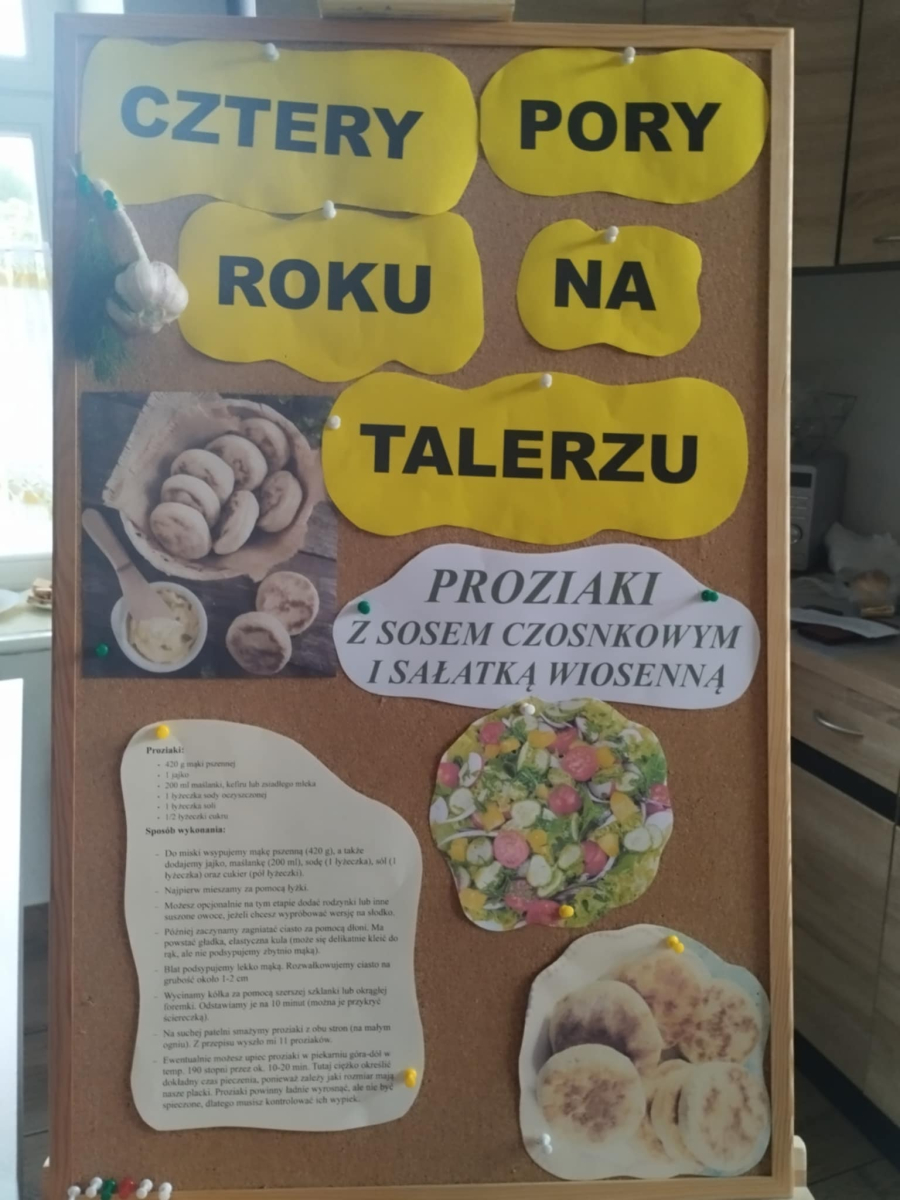 CZTERY PORY
ROKU NA
TALERZU
PROZIAKI
Z SOSEM CZOSNKOWYM
I SAŁATKĄ WIOSENNĄ
Proziaki:
- 420 g mąki pszennej
- 1 jajko
- 200 ml maślanki, kefiru lub zsiadłego mleka
- 1 łyżeczka sody oczyszczonej
- 1 łyżeczka soli
- 1/2 łyżeczki cukru
Sposób wykonania:
- Do miski wsypujemy mąkę pszenną (420 g), a także
dodajemy jajko, maślankę (200 ml), sodę (1 łyżeczka), sól (1
łyżeczka) oraz cukier (pół łyżeczki).
- Najpierw mieszamy za pomocą łyżki.
- Możesz opcjonalnie na tym etapie dodać rodzynki lub inne
suszone owoce, jeżeli chcesz wypróbować wersję na słodko.
- Później zaczynamy zagniatać ciasto za pomocą dłoni. Ma
powstać gładka, elastyczna kula (może się delikatnie kleić do
rąk, ale nie podsypujemy zbytnio mąką).
- Blat podsypujemy lekko mąką. Rozwałkowujemy ciasto na
grubość około 1-2 cm
- Wycinamy kółka za pomocą szerszej szklanki lub okrągłej
foremki. Odstawiamy je na 10 minut (można je przykryć
ściereczką).
- Na suchej patelni smażymy proziaki z obu stron (na małym
ogniu). Z przepisu wyszło mi 11 proziaków.
- Ewentualnie możesz upiec proziaki w piekarniu góra-dół w
temp. 190 stopni przez ok. 10-20 min. Tutaj ciężko określić
dokładny czas pieczenia, ponieważ zależy jaki rozmiar mają
nasze placki. Proziaki powinny ładnie wyrosnąć, ale nie być
spieczone, dlatego musisz kontrolować ich wypiek.